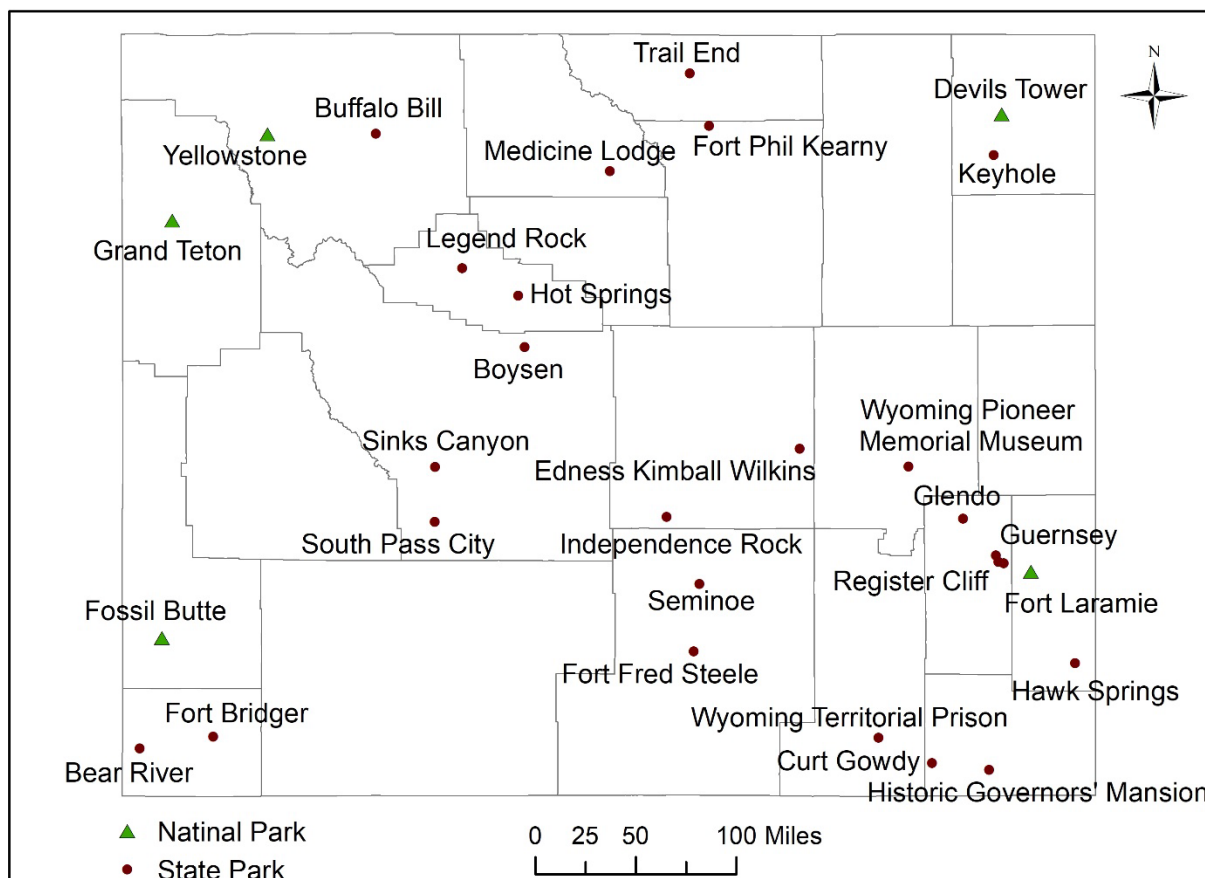 N
Trail End
Devils Tower
Buffalo Bill
Yellowstone
Medicine Lodge
Fort Phil Kearny
Keyhole
Grand Teton
Legend Rock
Hot Springs
Boysen
Wyoming Pioneer
Memorial Museum
Sinks Canyon
Edness Kimball Wilkins
Glendo
South Pass City
Independence Rock
Guernsey
Register Cliff
Seminoe
Fort Laramie
Fossil Butte
Fort Fred Steele
Hawk Springs
Fort Bridger
Wyoming Territorial Prison
Bear River
Curt Gowdy
Historic Governors' Mansion
Natinal Park
State Park
0 25 50 100 Miles